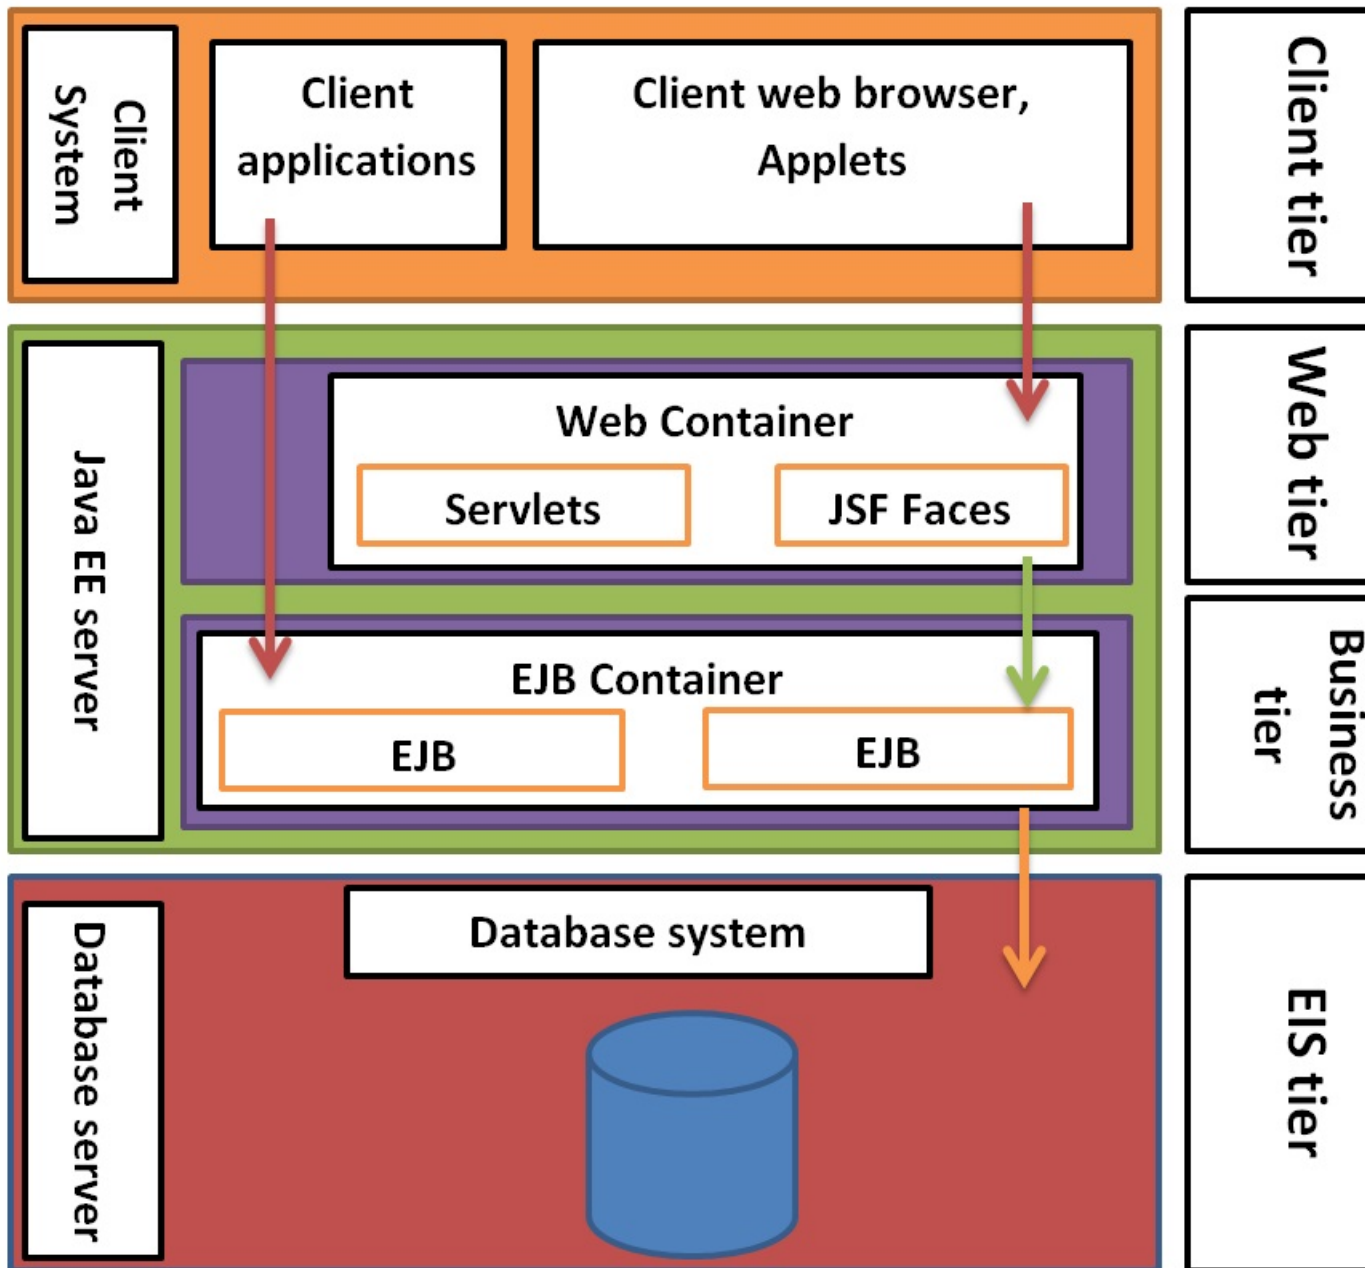 Client
System
Client
applications
Client web browser,
Applets
Client tier
Java EE server
Web Container
Servlets
JSF Faces
Web tier
EJB Container
EJB
EJB
Business
tier
Database server
Database system
EIS tier